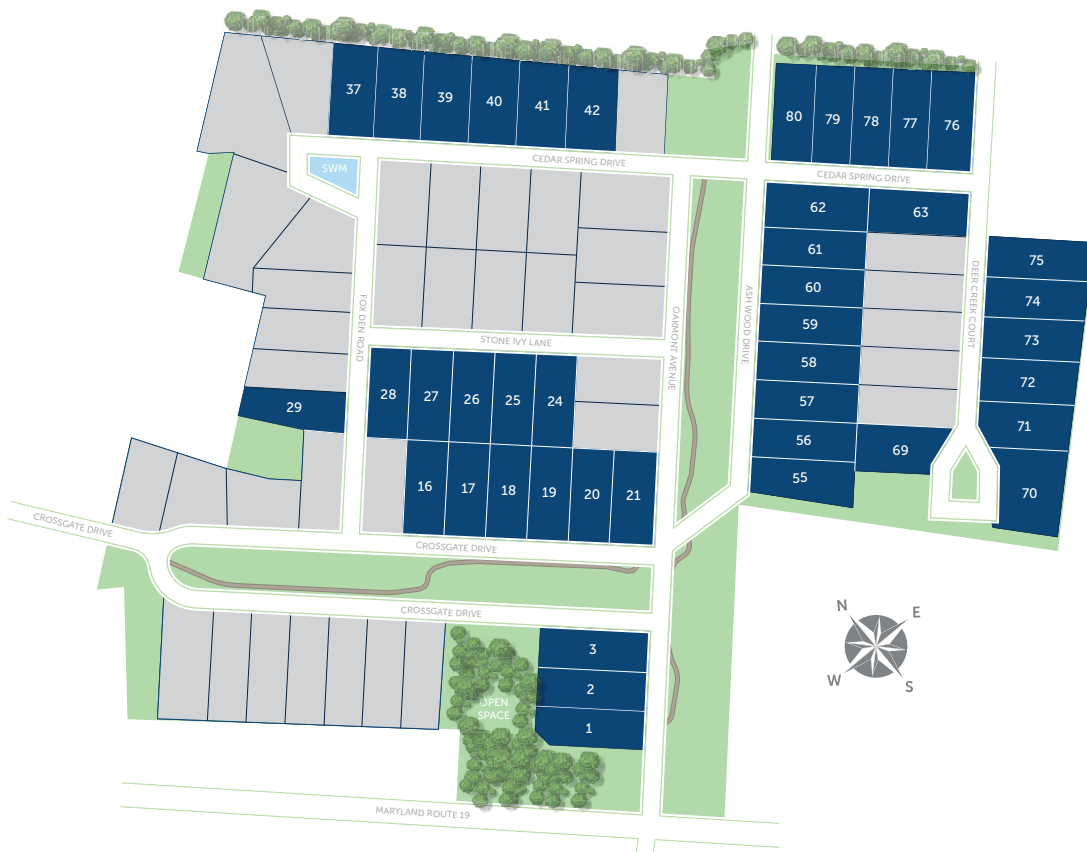 37
38
39
40
41
42
80
79
78
77
76
CEDAR SPRING DRIVE
SWM
CEDAR SPRING DRIVE
62
63
61
60
59
58
57
56
55
69
75
74
73
72
71
70
DEER CREEK COURT
ASH WOOD DRIVE
OAKMONT AVENUE
FOX DEN ROAD
STONE IVY LANE
28
27
26
25
24
29
16
17
18
19
20
21
CROSSGATE DRIVE
CROSSGATE DRIVE
CROSSGATE DRIVE
3
2
1
OPEN
SPACE
N
E
W
S
MARYLAND ROUTE 19